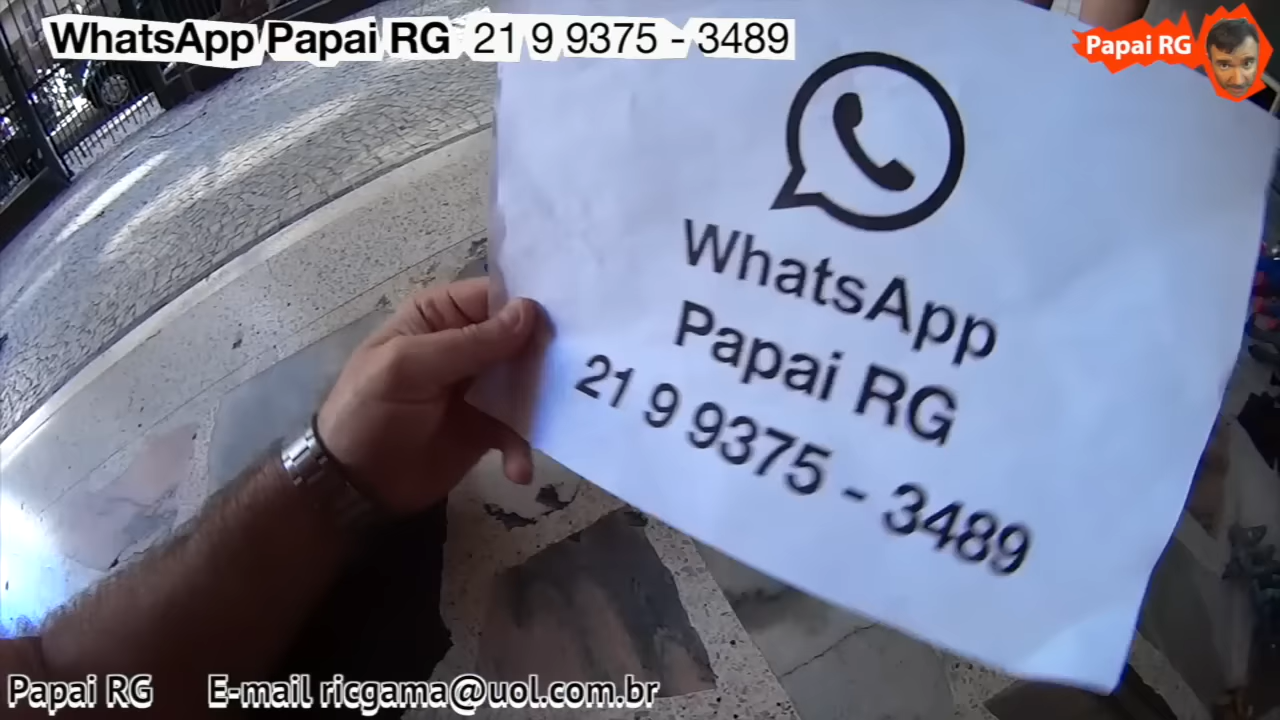 WhatsApp Papai RG 21 9 9375 - 3489
Papai RG
WhatsApp
Papai RG
21 9 9375 - 3489
Papai RG E-mail ricgama@uol.com.br